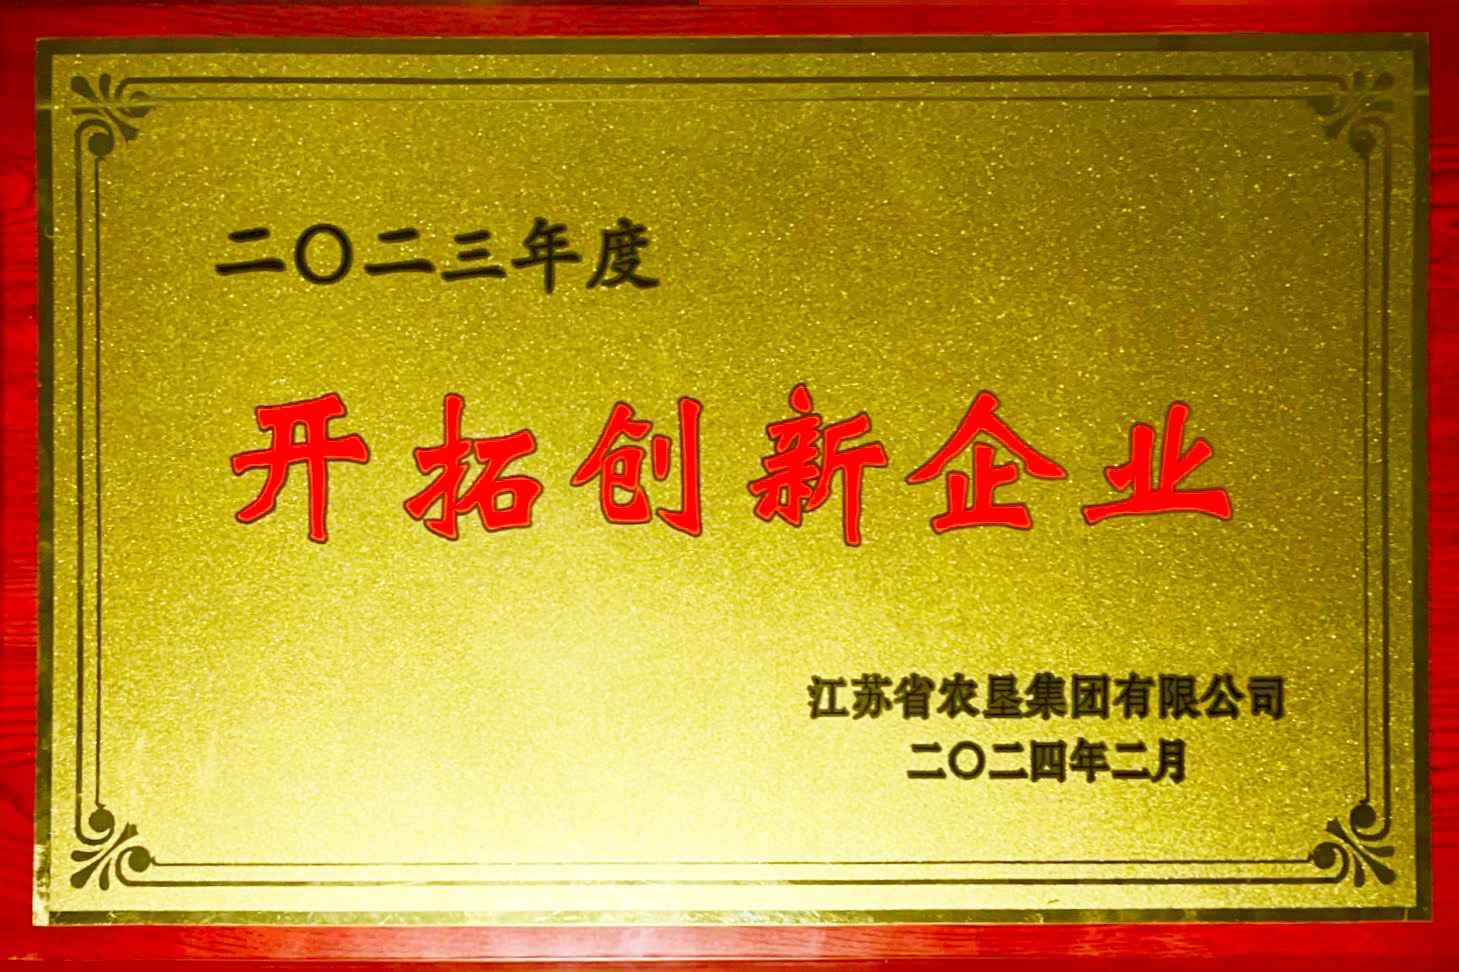 二〇二三年度
开拓创新企业
江苏省农垦集团有限公司
二〇二四年二月